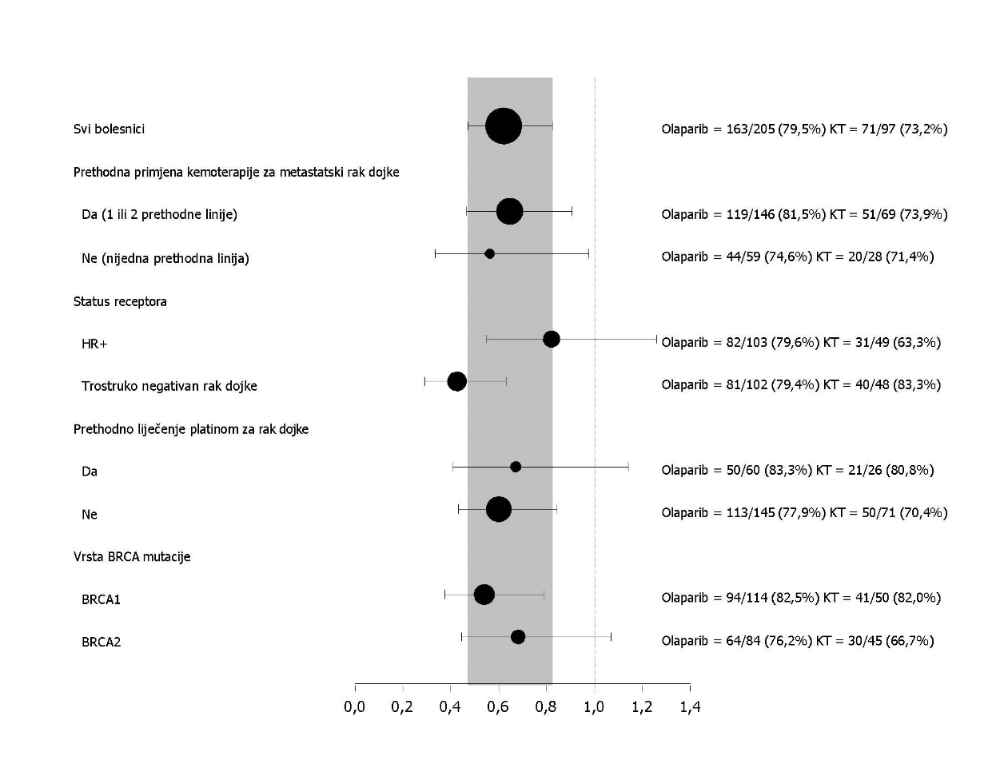 Svi bolesnici Olaparib = 163/205 (79,5%) KT = 71/97 (73,2%)
Prethodna primjena kemoterapije za metastatski rak dojke
Da (1 ili 2 prethodne linije) Olaparib = 119/146 (81,5%) KT = 51/69 (73,9%)
Ne (nijedna prethodna linija) Olaparib = 44/59 (74,6%) KT = 20/28 (71,4%)
Status receptora
HR+ Olaparib = 82/103 (79,6%) KT = 31/49 (63,3%)
Trostruko negativan rak dojke Olaparib = 81/102 (79,4%) KT = 40/48 (83,3%)
Prethodno liječenje platinom za rak dojke
Da Olaparib = 50/60 (83,3%) KT = 21/26 (80,8%)
Ne Olaparib = 113/145 (77,9%) KT = 50/71 (70,4%)
Vrsta BRCA mutacije
BRCA1 Olaparib = 94/114 (82,5%) KT = 41/50 (82,0%)
BRCA2 Olaparib = 64/84 (76,2%) KT = 30/45 (66,7%)
0,0 0,2 0,4 0,6 0,8 1,0 1,2 1,4